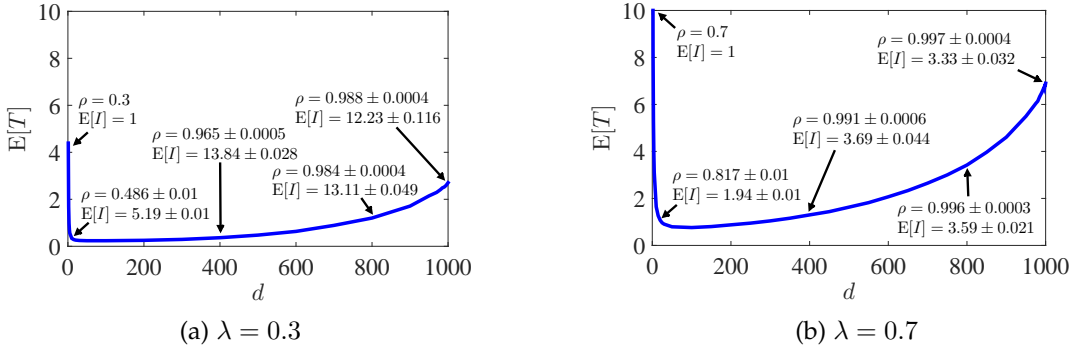 10
8
6
4
2
0
E[T]
ρ = 0.3
E[I] = 1
ρ = 0.486 ± 0.01
E[I] = 5.19 ± 0.01
ρ = 0.965 ± 0.0005
E[I] = 13.84 ± 0.028
ρ = 0.984 ± 0.0004
E[I] = 13.11 ± 0.049
ρ = 0.988 ± 0.0004
E[I] = 12.23 ± 0.116
0 200 400 600 800 1000
d
(a) λ = 0.3
10
8
6
4
2
0
E[T]
ρ = 0.7
E[I] = 1
ρ = 0.817 ± 0.01
E[I] = 1.94 ± 0.01
ρ = 0.991 ± 0.0006
E[I] = 3.69 ± 0.044
ρ = 0.997 ± 0.0004
E[I] = 3.33 ± 0.032
ρ = 0.996 ± 0.0003
E[I] = 3.59 ± 0.021
0 200 400 600 800 1000
d
(b) λ = 0.7